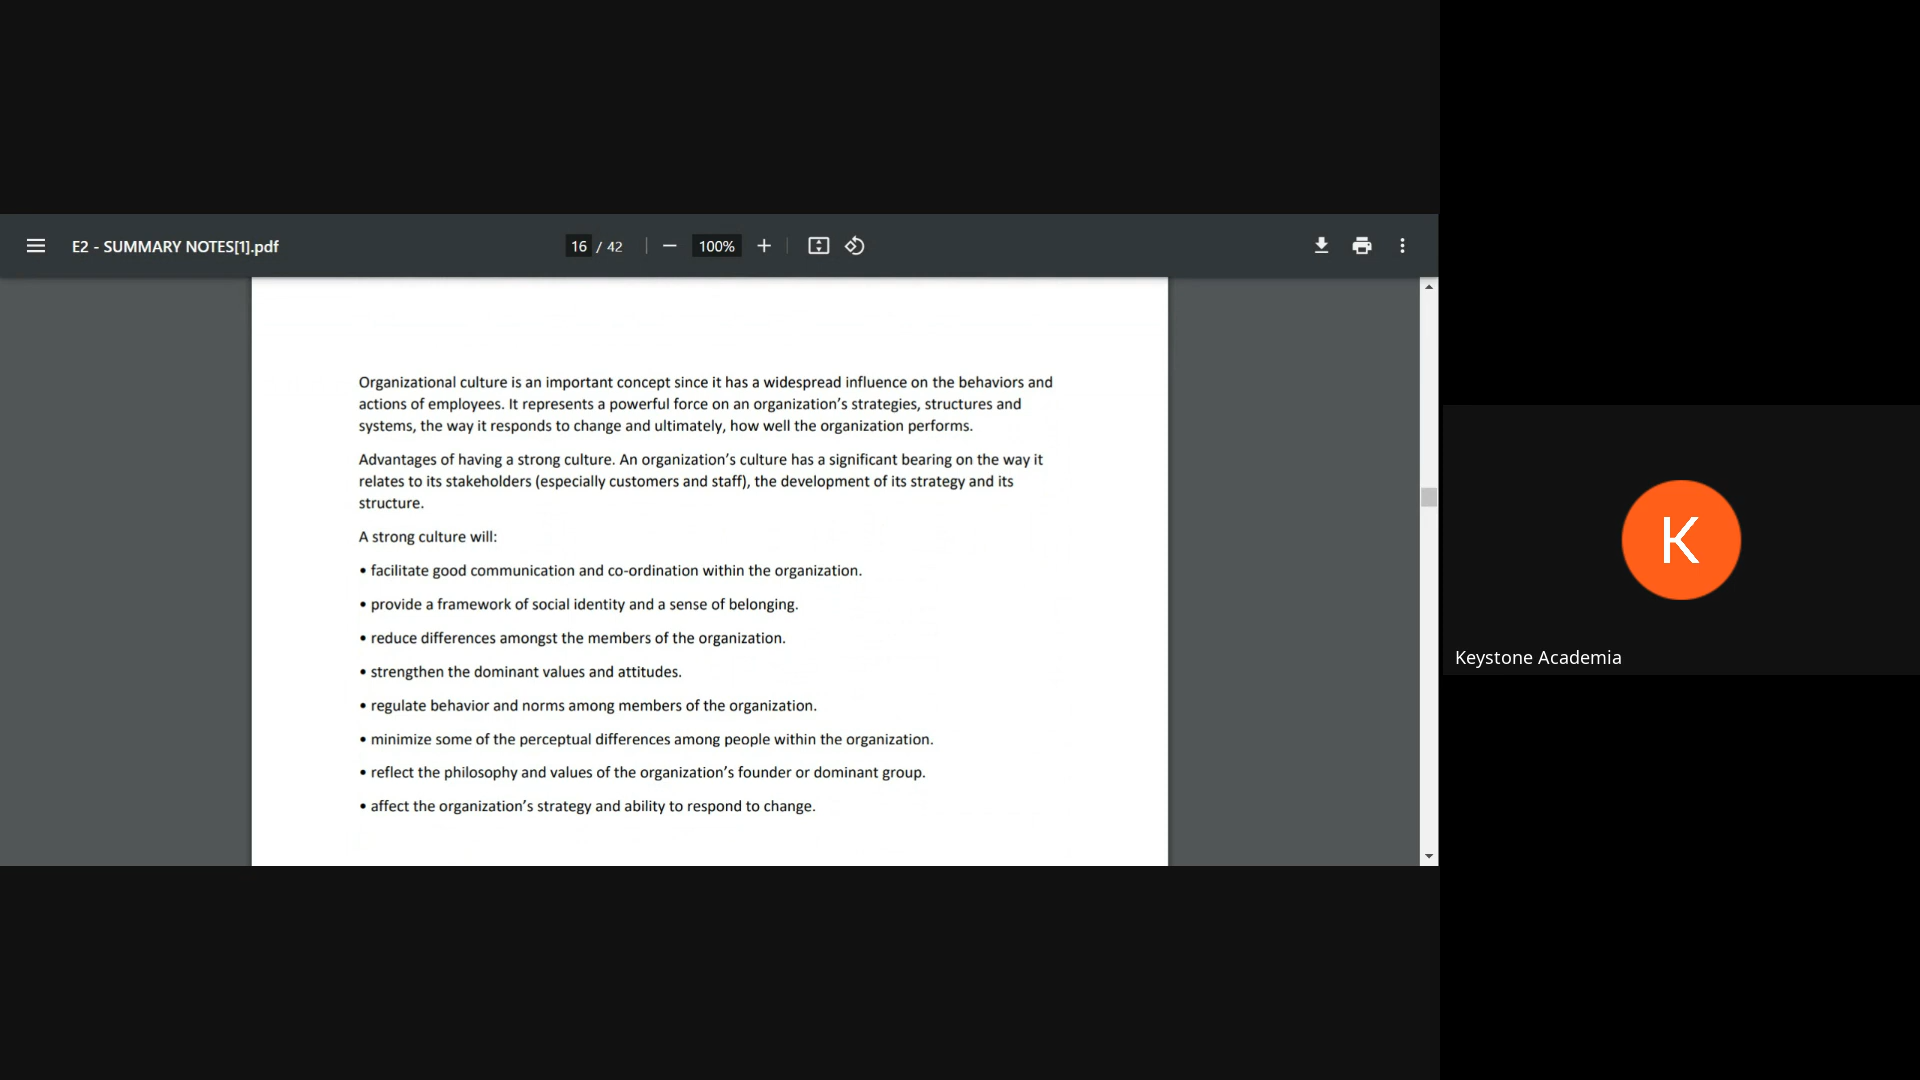 E2 - SUMMARY NOTES[1].pdf
16 / 42
100%
Organizational culture is an important concept since it has a widespread influence on the behaviors and
actions of employees. It represents a powerful force on an organization’s strategies, structures and
systems, the way it responds to change and ultimately, how well the organization performs.
Advantages of having a strong culture. An organization’s culture has a significant bearing on the way it
relates to its stakeholders (especially customers and staff), the development of its strategy and its
structure.
A strong culture will:
• facilitate good communication and co-ordination within the organization.
• provide a framework of social identity and a sense of belonging.
• reduce differences amongst the members of the organization.
• strengthen the dominant values and attitudes.
• regulate behavior and norms among members of the organization.
• minimize some of the perceptual differences among people within the organization.
• reflect the philosophy and values of the organization’s founder or dominant group.
• affect the organization’s strategy and ability to respond to change.
K
Keystone Academia